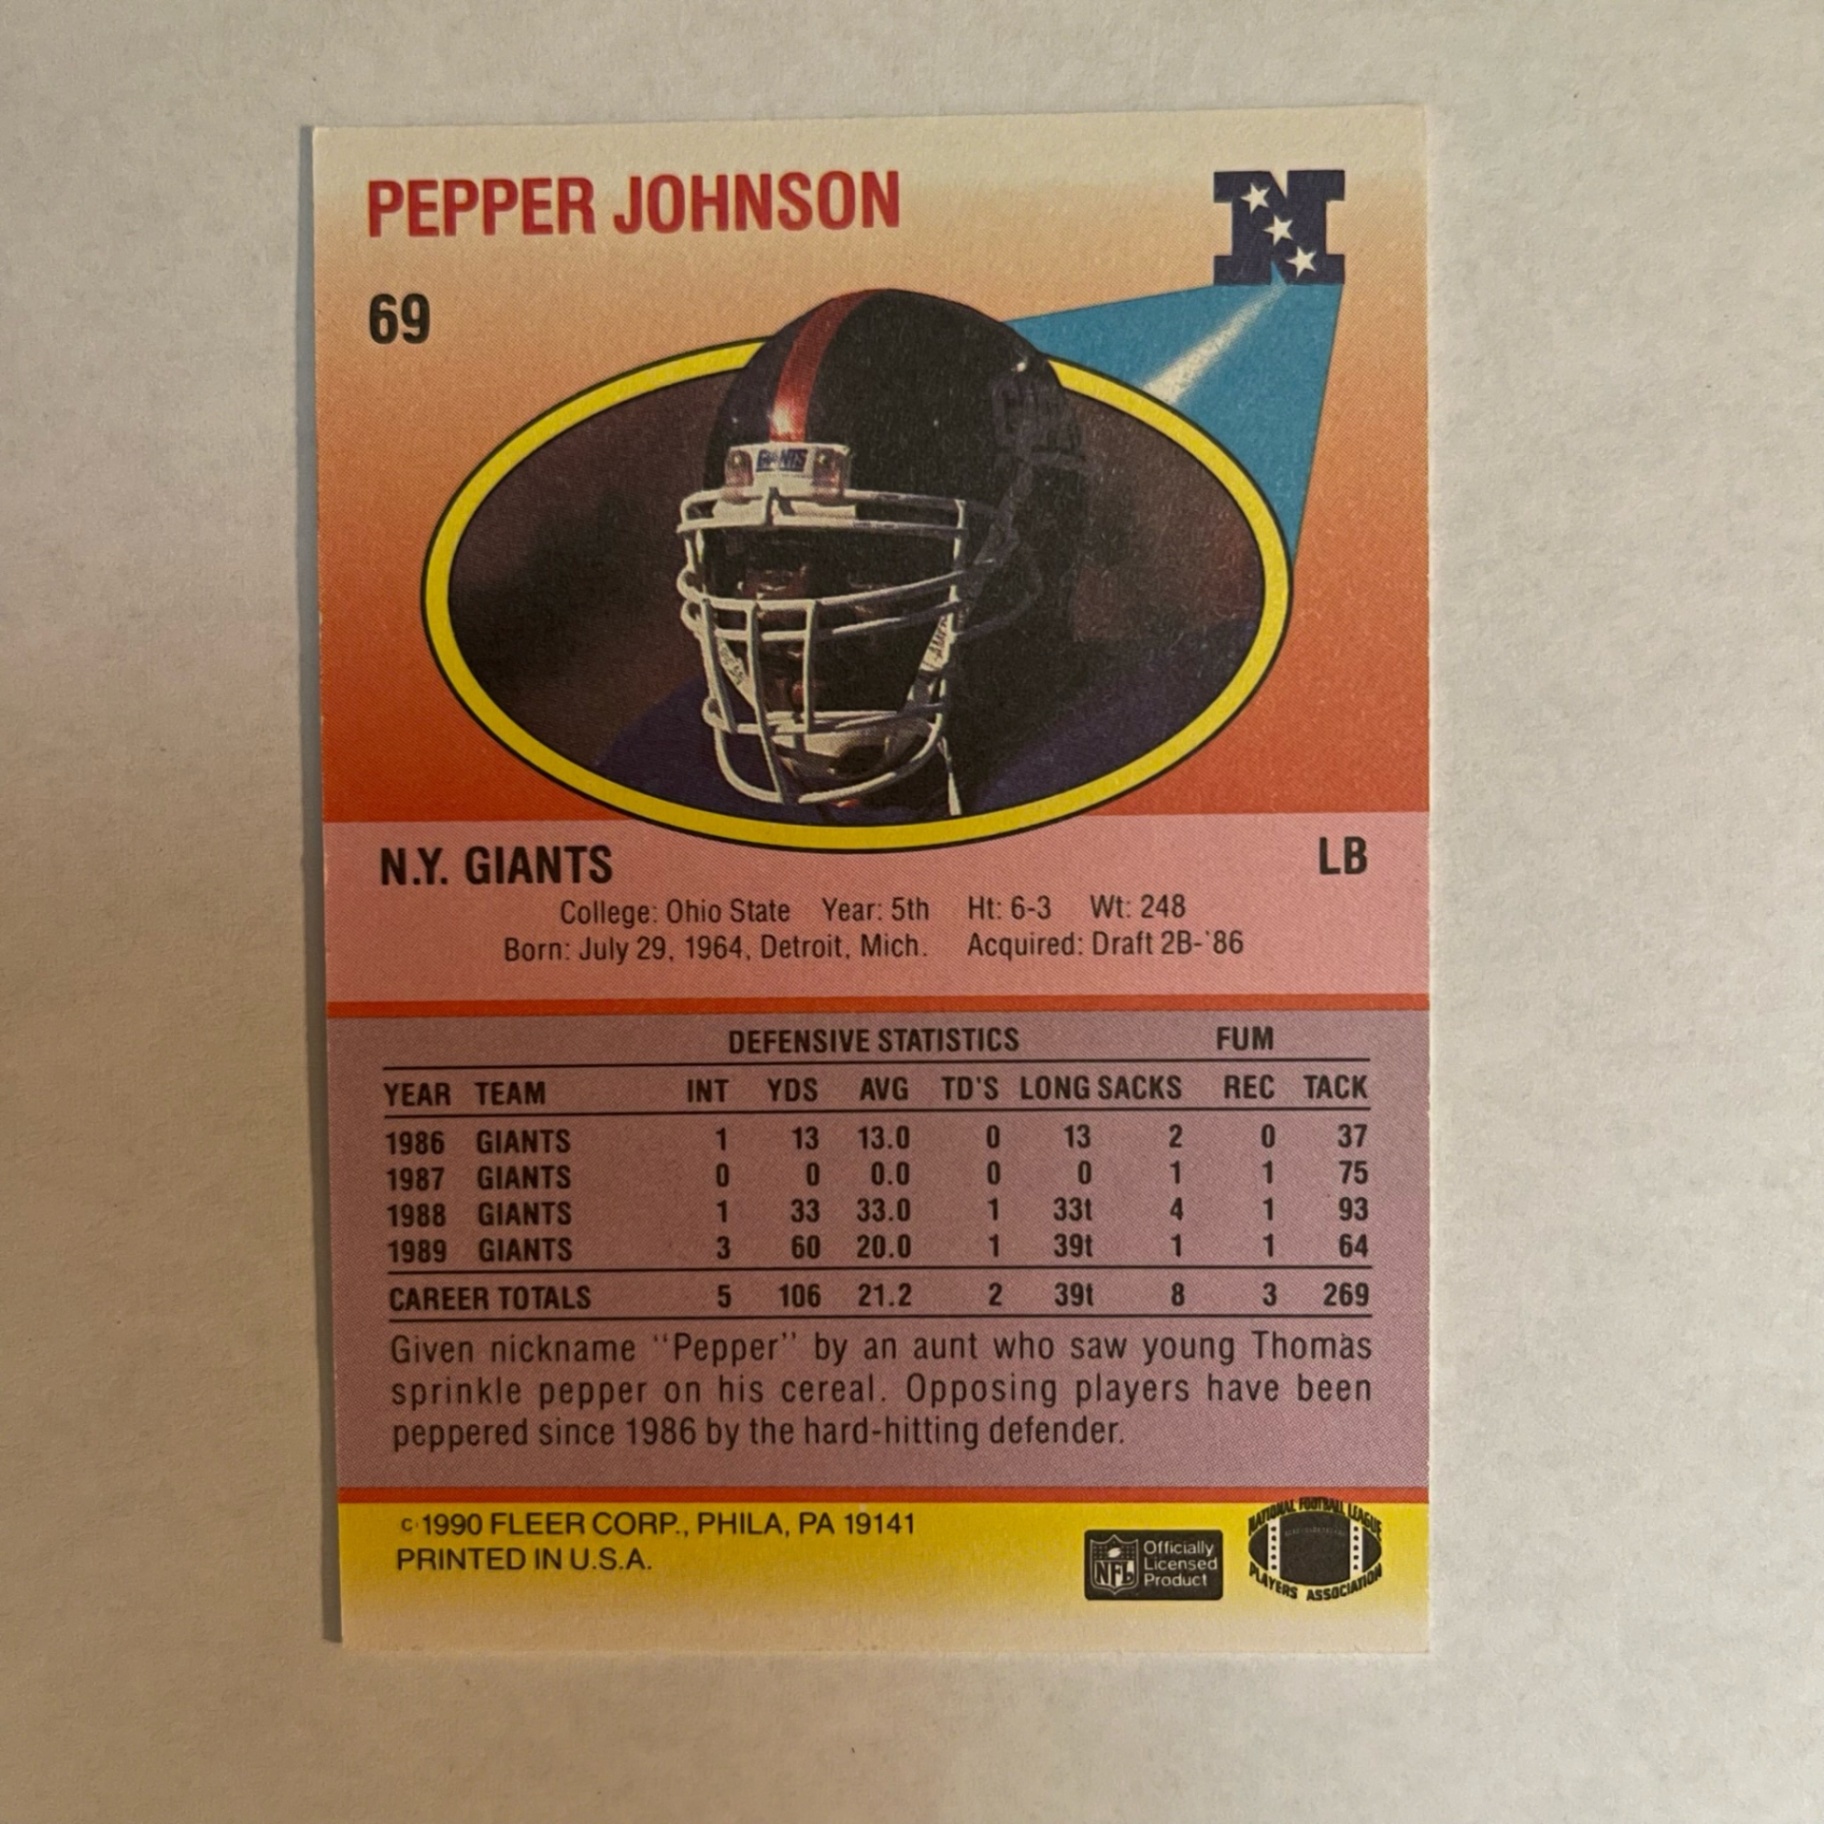 PEPPER JOHNSON
N
69
GIANTS
N.Y. GIANTS LB
College: Ohio State Year: 5th Ht: 6-3 Wt: 248
Born: July 29, 1964, Detroit, Mich. Acquired: Draft 2B-'86
DEFENSIVE STATISTICS FUM
YEAR TEAM INT YDS AVG TD'S LONG SACKS REC TACK
1986 GIANTS 1 13 13.0 0 13 2 0 37
1987 GIANTS 0 0 0.0 0 0 1 1 75
1988 GIANTS 1 33 33.0 1 33t 4 1 93
1989 GIANTS 3 60 20.0 1 39t 1 1 64
CAREER TOTALS 5 106 21.2 2 39t 8 3 269
Given nickname "Pepper" by an aunt who saw young Thomas
sprinkle pepper on his cereal. Opposing players have been
peppered since 1986 by the hard-hitting defender.
c 1990 FLEER CORP., PHILA, PA 19141
PRINTED IN U.S.A.
NFL
Officially
Licensed
Product
NATIONAL FOOTBALL LEAGUE
PLAYERS ASSOCIATION